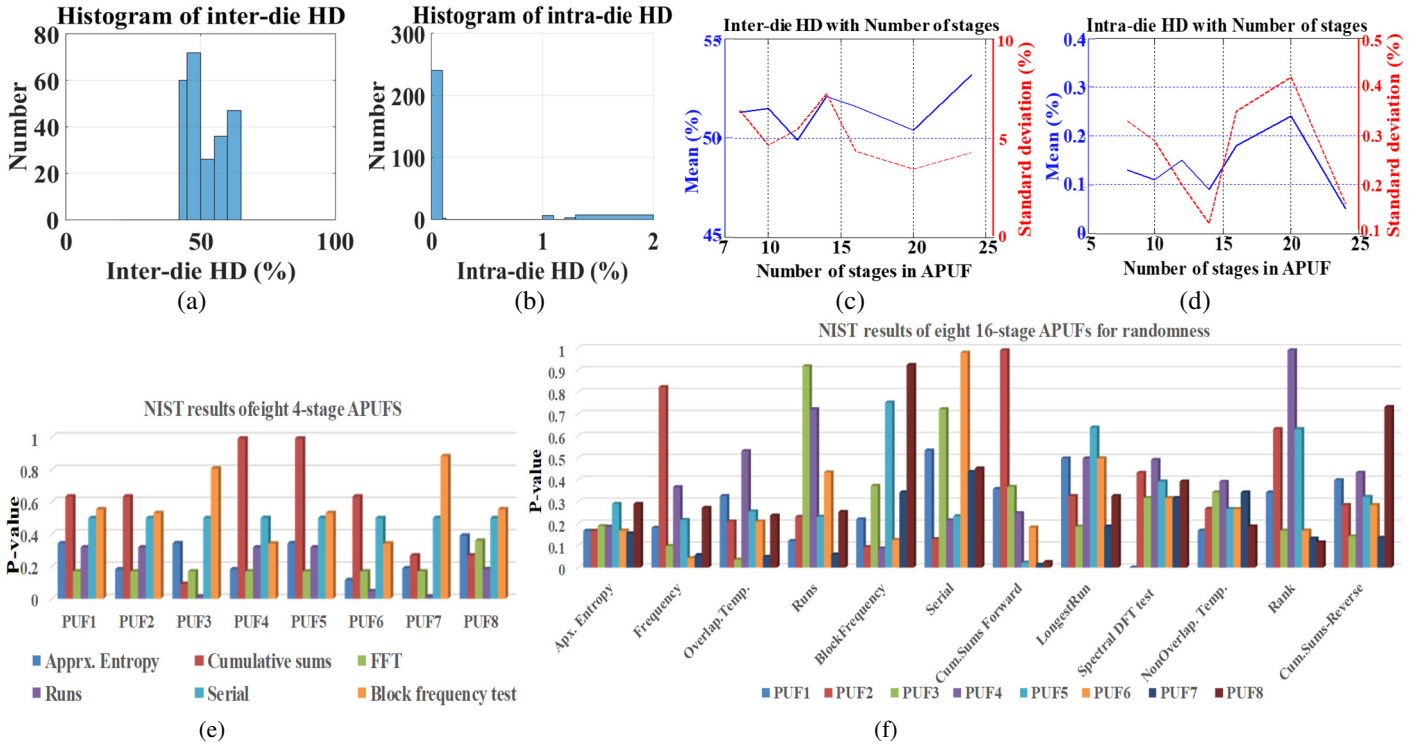 Histogram of inter-die HD
Number
80
60
40
20
0
0 50 100
Inter-die HD (%)
(a)
Histogram of intra-die HD
Number
300
200
100
0
0 1 2
Intra-die HD (%)
(b)
Inter-die HD with Number of stages
Mean (%)
55
50
45
Standard deviation (%)
10
5
0
7 10 15 20 25
Number of stages in APUF
(c)
Intra-die HD with Number of stages
Mean (%)
0.4
0.3
0.2
0.1
0
Standard deviation (%)
0.5
0.4
0.3
0.2
0.1
5 10 15 20 25
Number of stages in APUF
(d)
NIST results ofeight 4-stage APUFS
P-value
1
0.8
0.6
0.4
0.2
0
PUF1 PUF2 PUF3 PUF4 PUF5 PUF6 PUF7 PUF8
Apprx. Entropy Cumulative sums FFT
Runs Serial Block frequency test
(e)
NIST results of eight 16-stage APUFs for randomness
P-value
1
0.9
0.8
0.7
0.6
0.5
0.4
0.3
0.2
0.1
0
Apx. Entropy
Frequency
Overlap.Temp.
Runs
BlockFrequency
Serial
Cum.Sums Forward
LongestRun
Spectral DFT test
NonOverlap. Temp.
Rank
Cum.Sums-Reverse
PUF1 PUF2 PUF3 PUF4 PUF5 PUF6 PUF7 PUF8
(f)